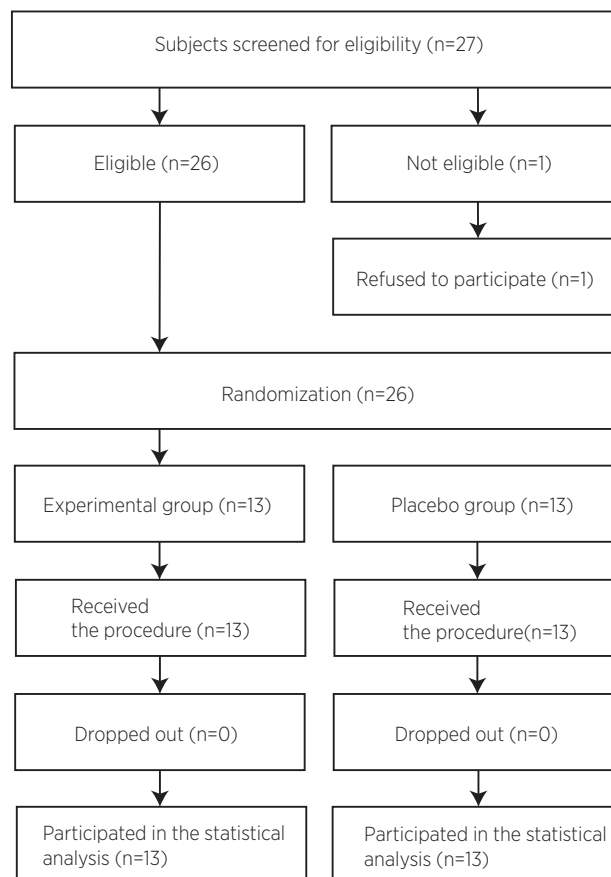 Subjects screened for eligibility (n=27)
Eligible (n=26)
Not eligible (n=1)
Refused to participate (n=1)
Randomization (n=26)
Experimental group (n=13)
Placebo group (n=13)
Received
the procedure (n=13)
Received
the procedure(n=13)
Dropped out (n=0)
Dropped out (n=0)
Participated in the statistical
analysis (n=13)
Participated in the statistical
analysis (n=13)